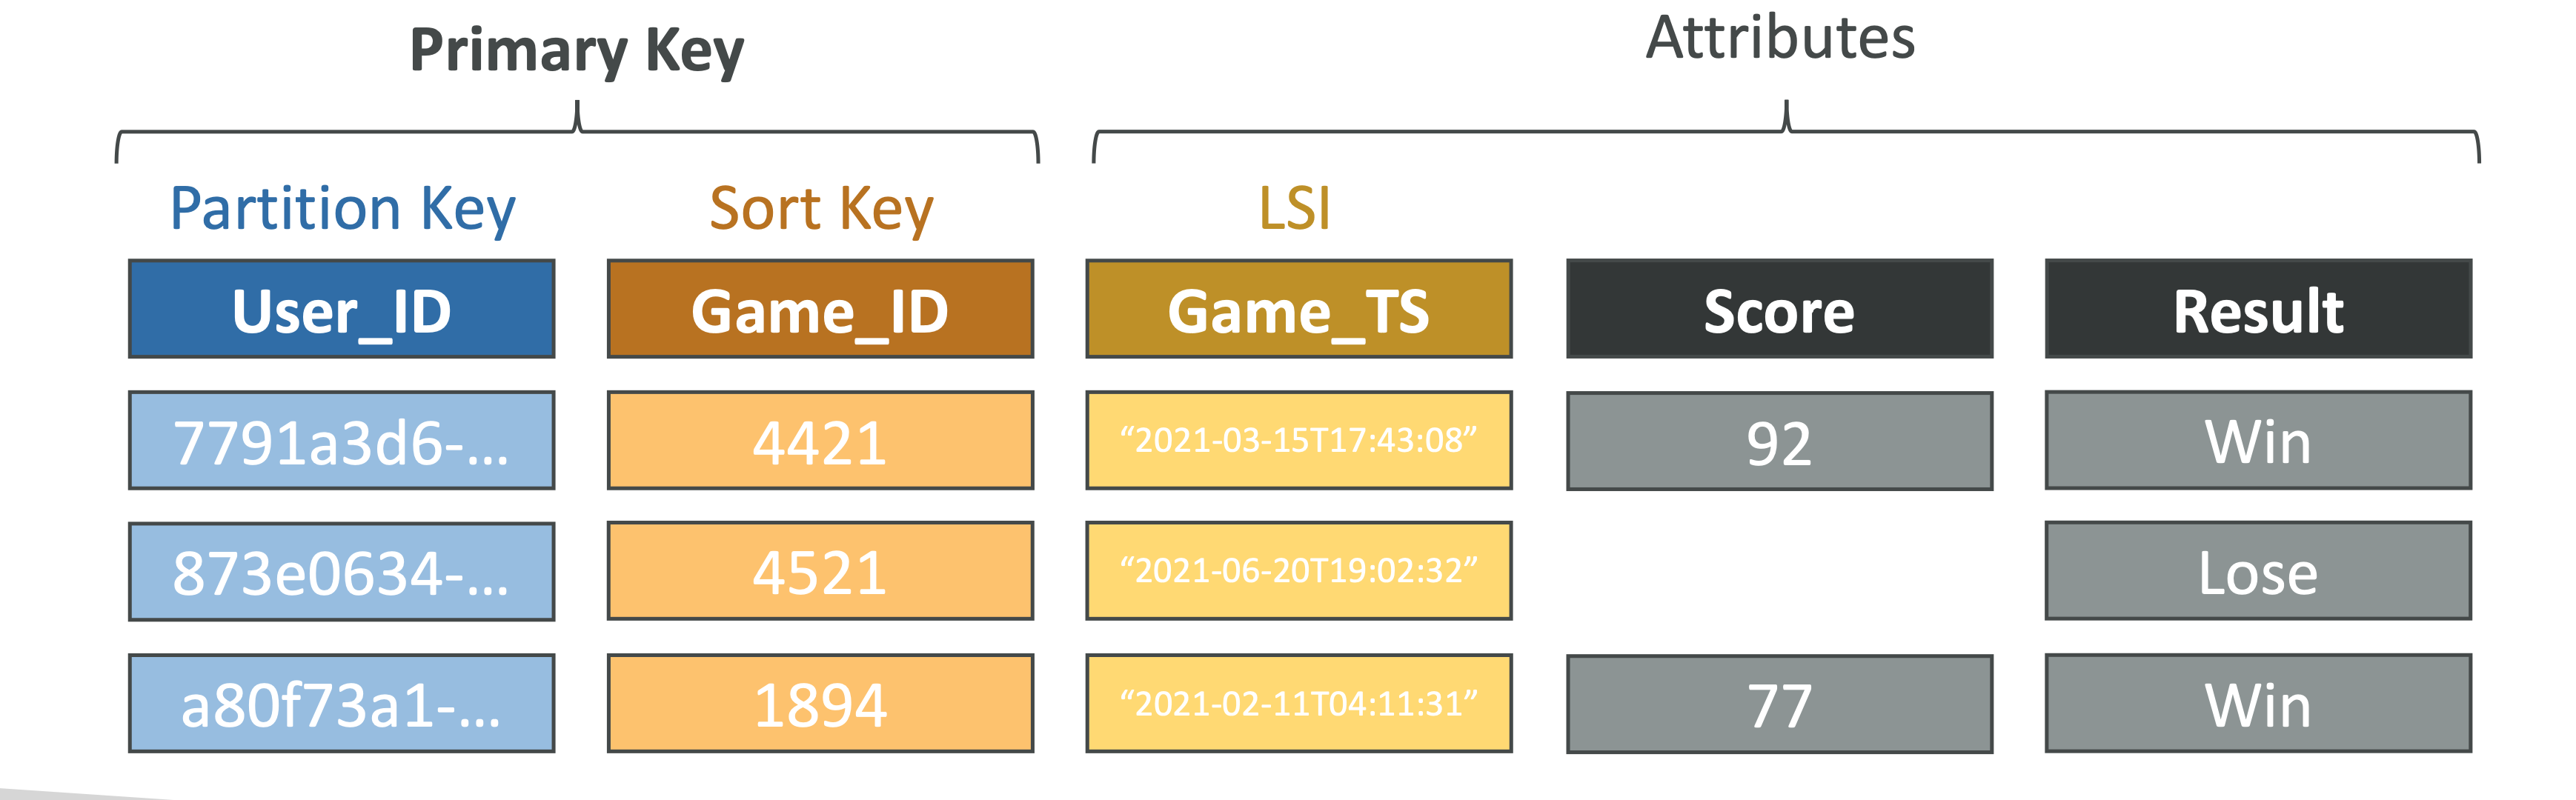 Primary Key
Attributes
Partition Key Sort Key LSI
User_ID Game_ID Game_TS Score Result
7791a3d6-... 4421 “2021-03-15T17:43:08” 92 Win
873e0634-... 4521 “2021-06-20T19:02:32” Lose
a80f73a1-... 1894 “2021-02-11T04:11:31” 77 Win